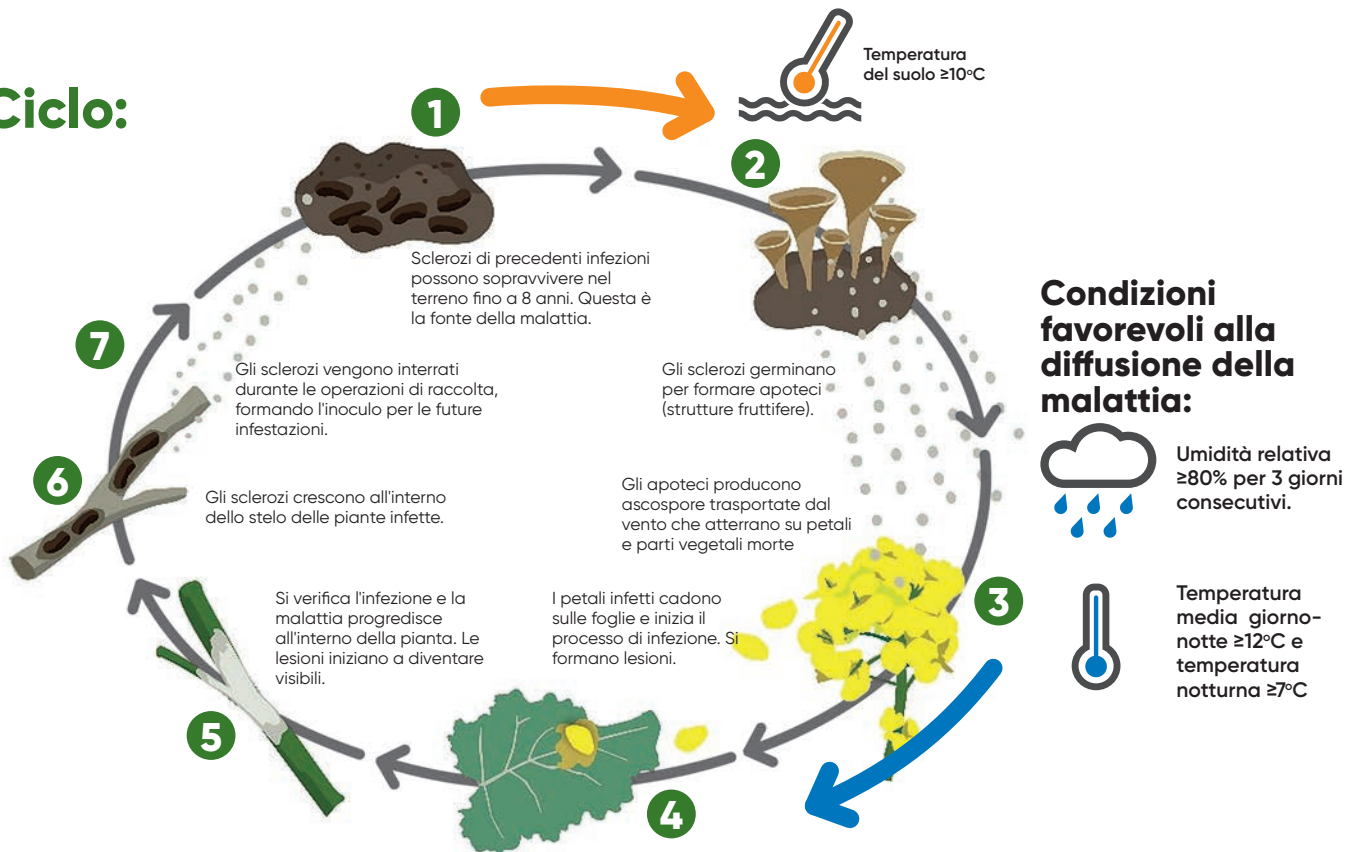 Ciclo:
1
Temperatura
del suolo ≥10°C
2
Sclerozi di precedenti infezioni
possono sopravvivere nel
terreno fino a 8 anni. Questa è
la fonte della malattia.
Gli sclerozi germinano
per formare apoteci
(strutture fruttifere).
Gli apoteci producono
ascospore trasportate dal
vento che atterrano su petali
e parti vegetali morte
3
I petali infetti cadono
sulle foglie e inizia il
processo di infezione. Si
formano lesioni.
4
Si verifica l'infezione e la
malattia progredisce
all'interno della pianta. Le
lesioni iniziano a diventare
visibili.
5
Gli sclerozi crescono all'interno
dello stelo delle piante infette.
6
Gli sclerozi vengono interrati
durante le operazioni di raccolta,
formando l'inoculo per le future
infestazioni.
7
Condizioni
favorevoli alla
diffusione della
malattia:
Umidità relativa
≥80% per 3 giorni
consecutivi.
Temperatura
media giorno-
notte ≥12°C e
temperatura
notturna ≥7°C